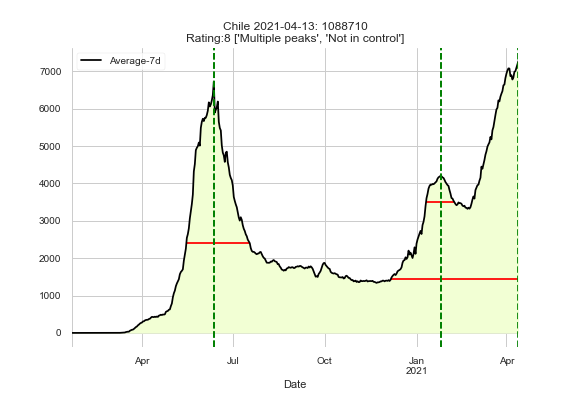 Chile 2021-04-13: 1088710
Rating:8 ['Multiple peaks', 'Not in control']
Average-7d
7000
6000
5000
4000
3000
2000
1000
0
Apr
Jul
Oct
Jan
2021
Apr
Date